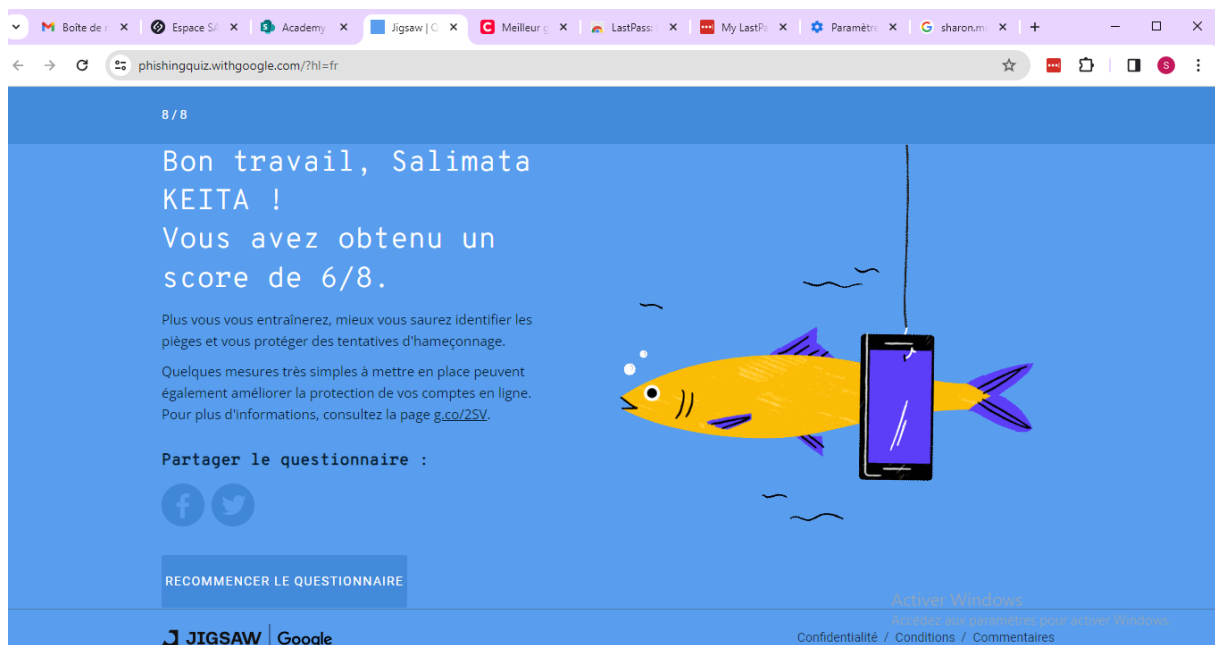 Boîte de r
Espace SA
Academy
Jigsaw | Q
Meilleur g
LastPass:
My LastPa
Paramètre
sharon.m
phishingquiz.withgoogle.com/?hl=fr
S
8 / 8
Bon travail, Salimata
KEITA !
Vous avez obtenu un
score de 6/8.
Plus vous vous entraînerez, mieux vous saurez identifier les
pièges et vous protéger des tentatives d'hameçonnage.
Quelques mesures très simples à mettre en place peuvent
également améliorer la protection de vos comptes en ligne.
Pour plus d'informations, consultez la page g.co/2SV.
Partager le questionnaire :
RECOMMENCER LE QUESTIONNAIRE
Activer Windows
Accédez aux paramètres pour activer Windows.
JIGSAW | Google
Confidentialité / Conditions / Commentaires